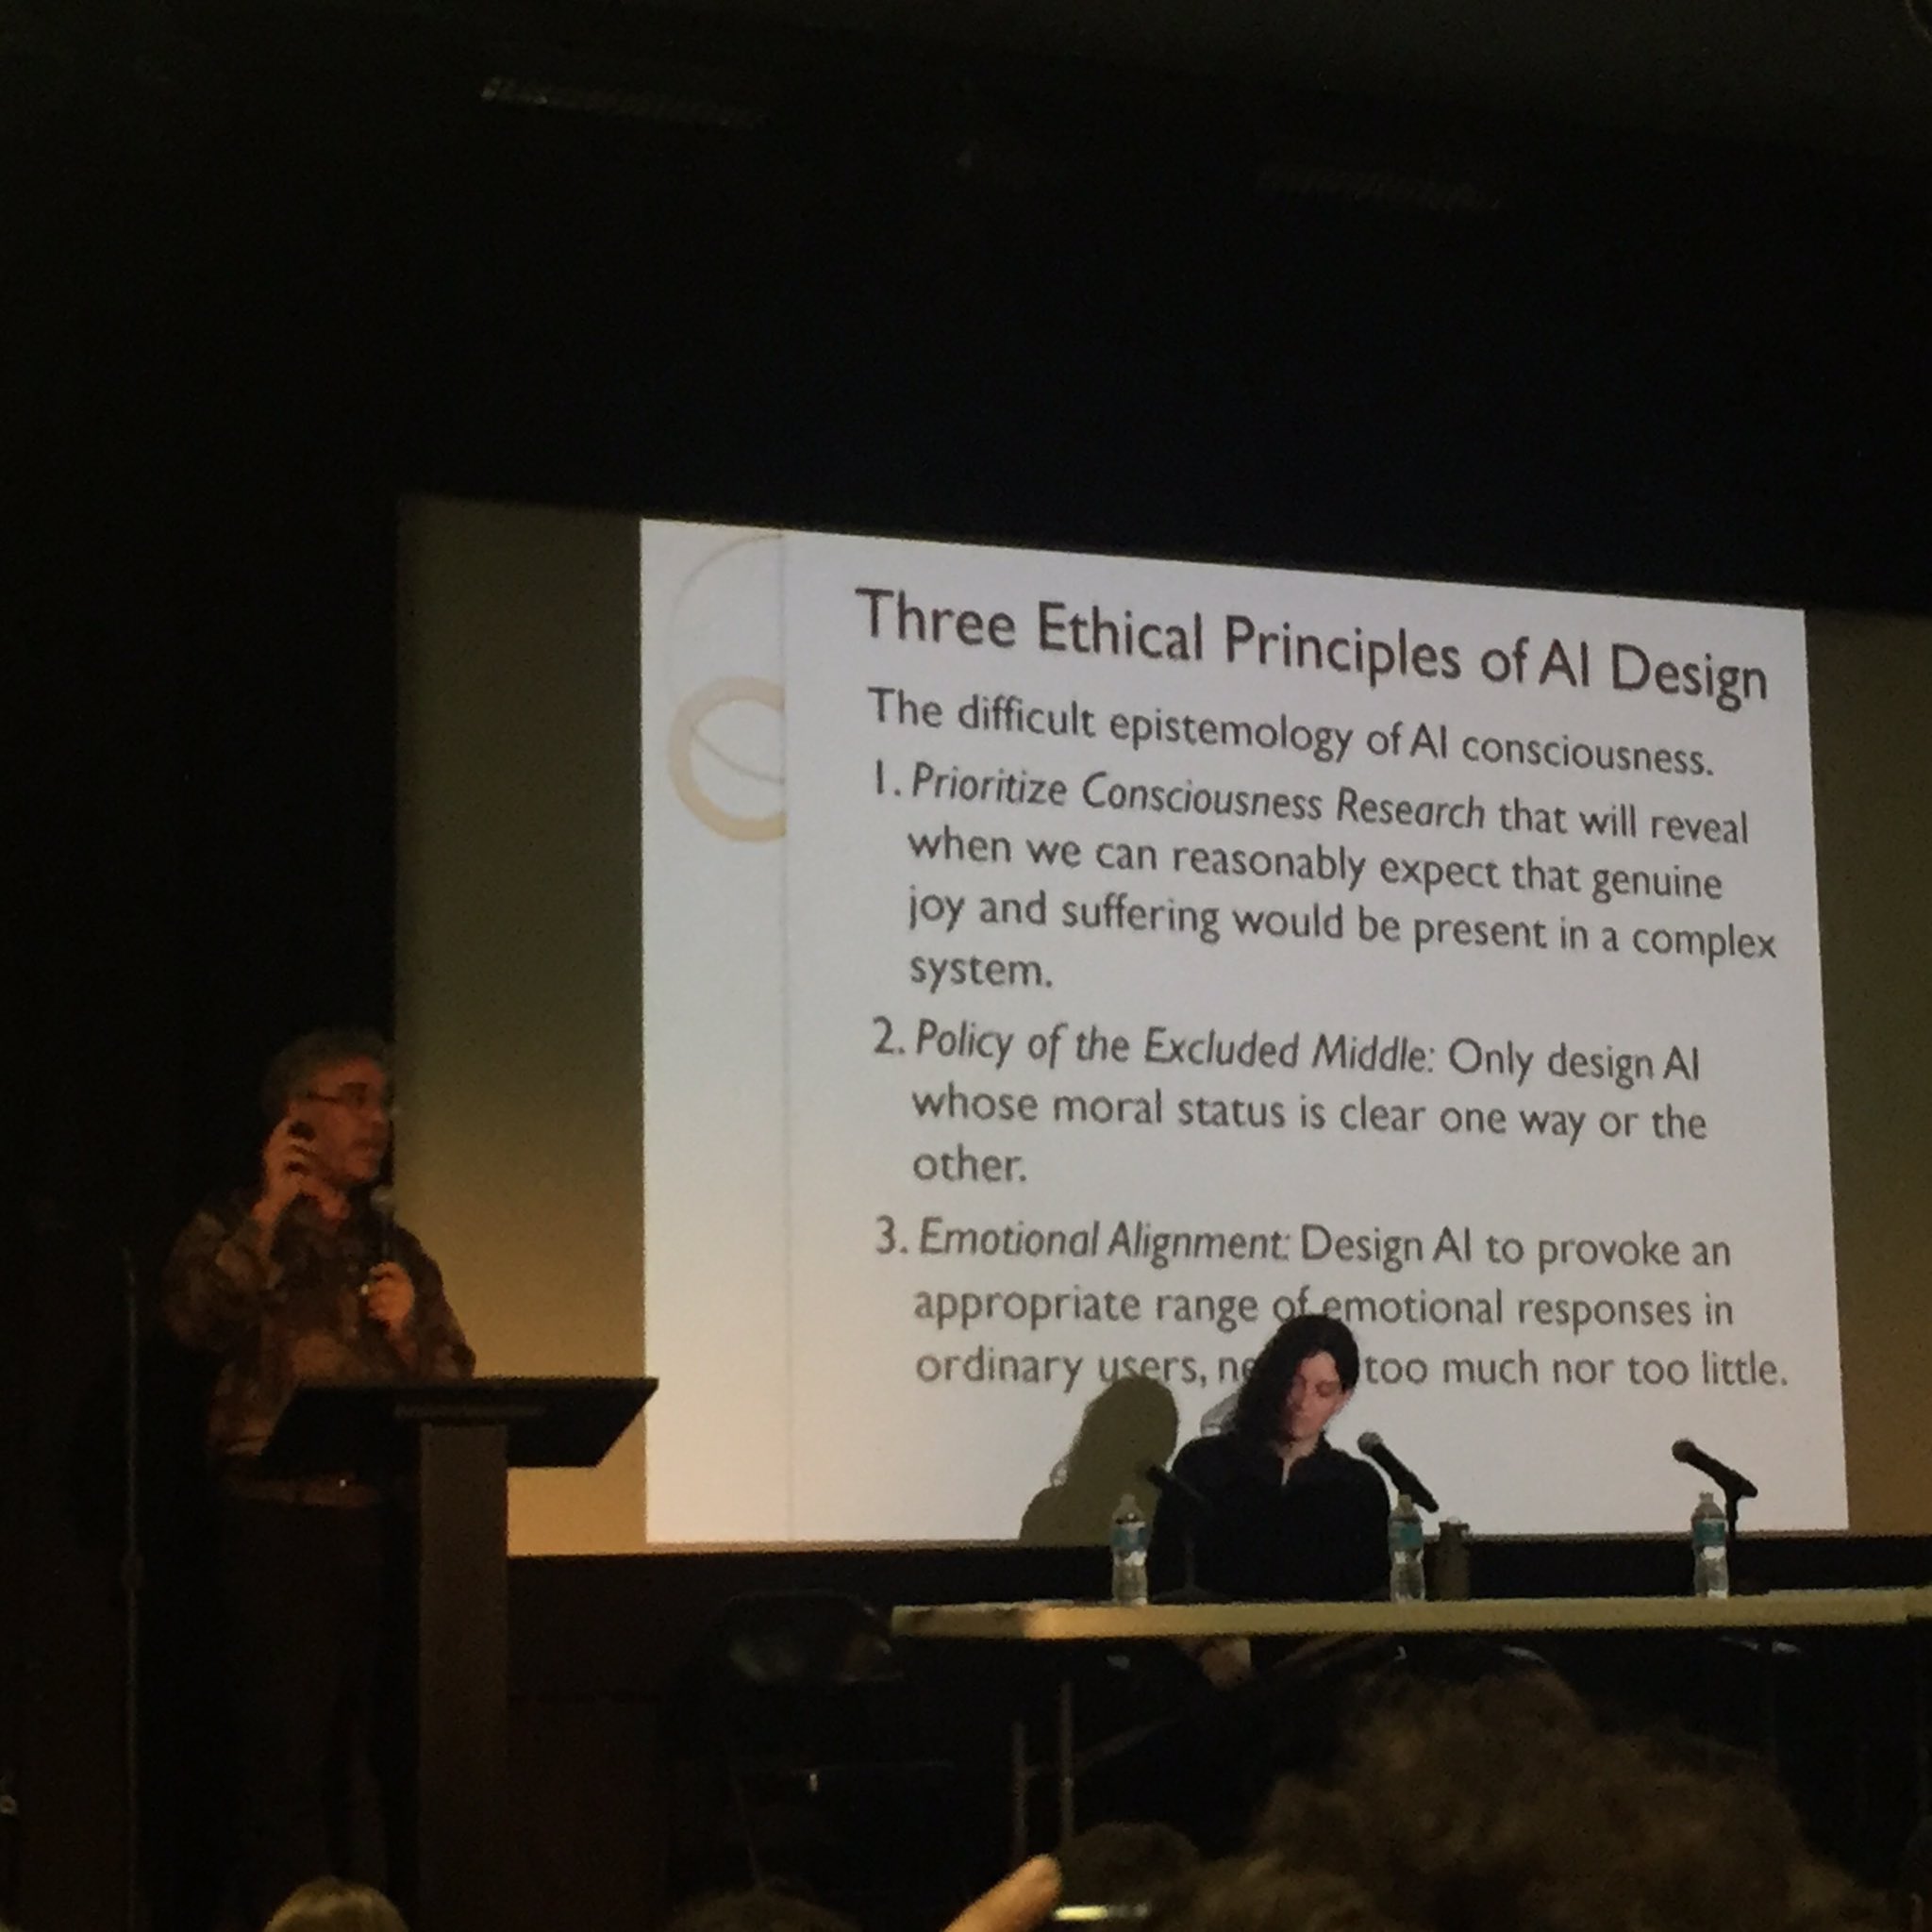 Three Ethical Principles of AI Design
The difficult epistemology of AI consciousness.
1. Prioritize Consciousness Research that will reveal
when we can reasonably expect that genuine
joy and suffering would be present in a complex
system.
2. Policy of the Excluded Middle: Only design AI
whose moral status is clear one way or the
other.
3. Emotional Alignment: Design AI to provoke an
appropriate range of emotional responses in
ordinary users, too much nor too little.